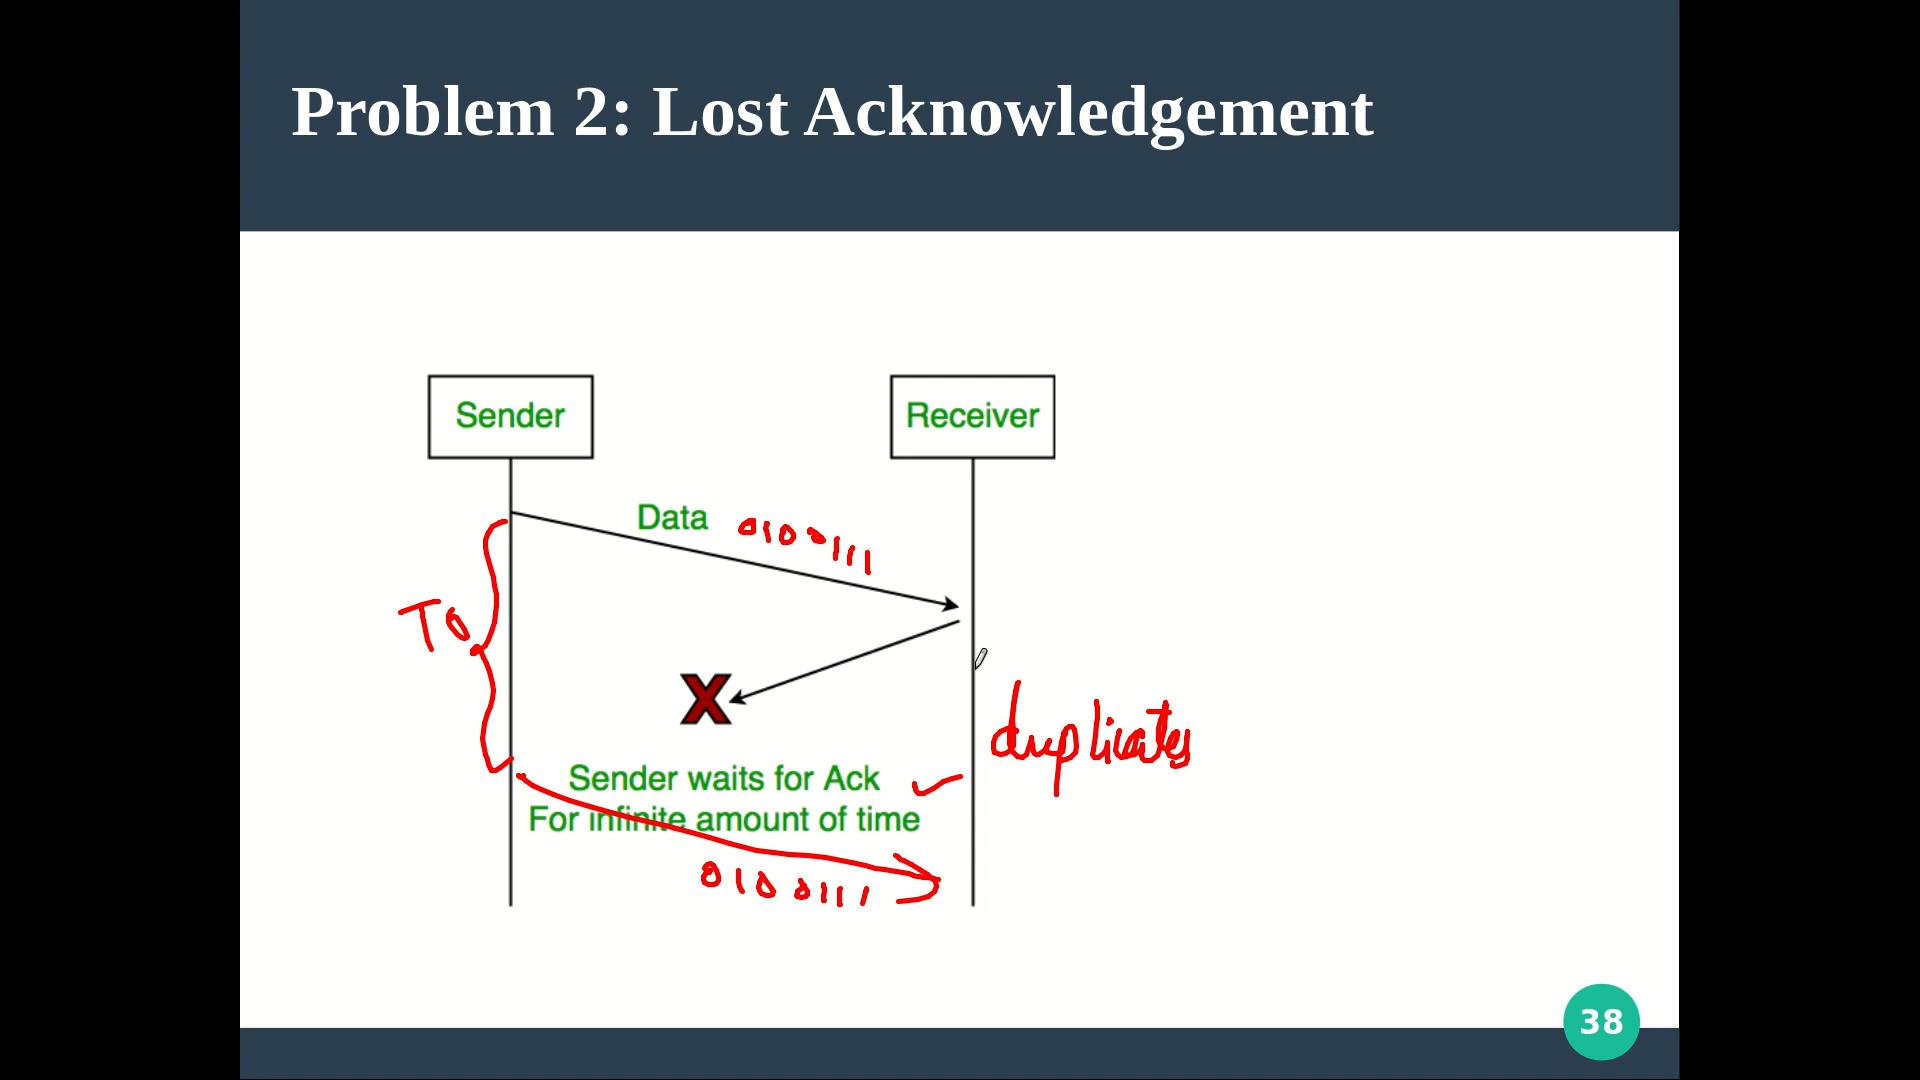 Problem 2: Lost Acknowledgement
Sender
Receiver
Data 0100111
To
X
duplicates
Sender waits for Ack
For infinite amount of time
0100111
38